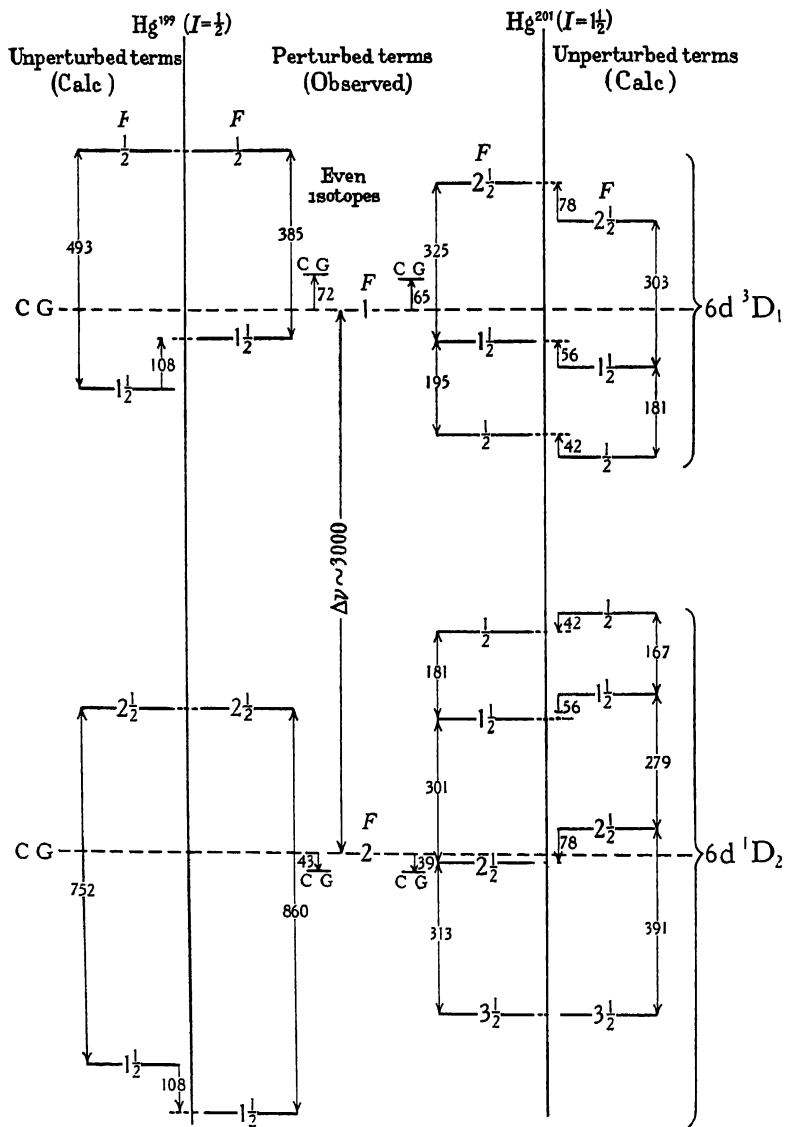 Hg¹⁹⁹ (I=½) Hg²⁰¹ (I=1½)
Unperturbed terms Perturbed terms Unperturbed terms
(Calc) (Observed) (Calc)
F F
½ ½ F
Even 2½ F
isotopes 78 2½
493 385 C G C G 325 303
72 F 65
C G 1 6d ³D₁
1½ 1½ 56
108 1½
1½ 195 181
½ 42 ½
Δν~3000
½ 42 ½
181 167
2½ 2½ 1½ 56 1½
301 279
F 2½
C G 43 2 39 78 6d ¹D₂
C G C G 2½
752 860 313 391
3½ 3½
1½
108
1½